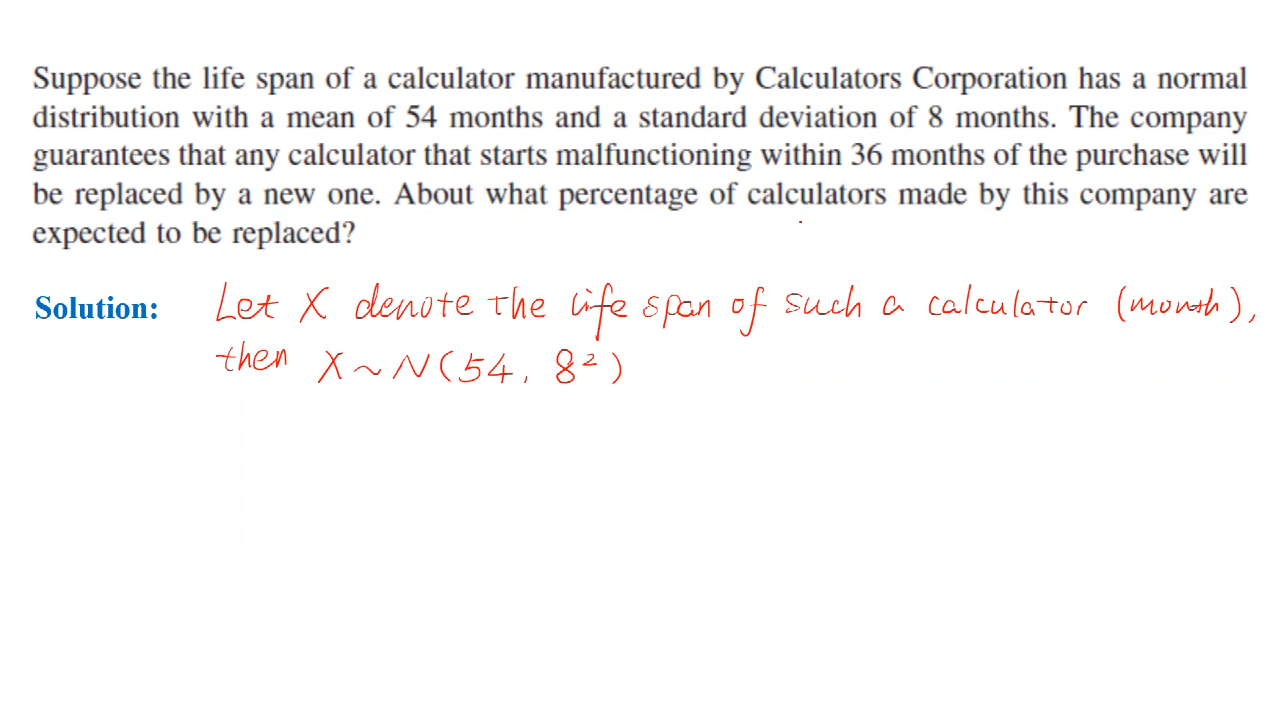 Suppose the life span of a calculator manufactured by Calculators Corporation has a normal
distribution with a mean of 54 months and a standard deviation of 8 months. The company
guarantees that any calculator that starts malfunctioning within 36 months of the purchase will
be replaced by a new one. About what percentage of calculators made by this company are
expected to be replaced?
Solution: Let X denote the life span of such a calculator (month),
then X ~ N(54, 8²)